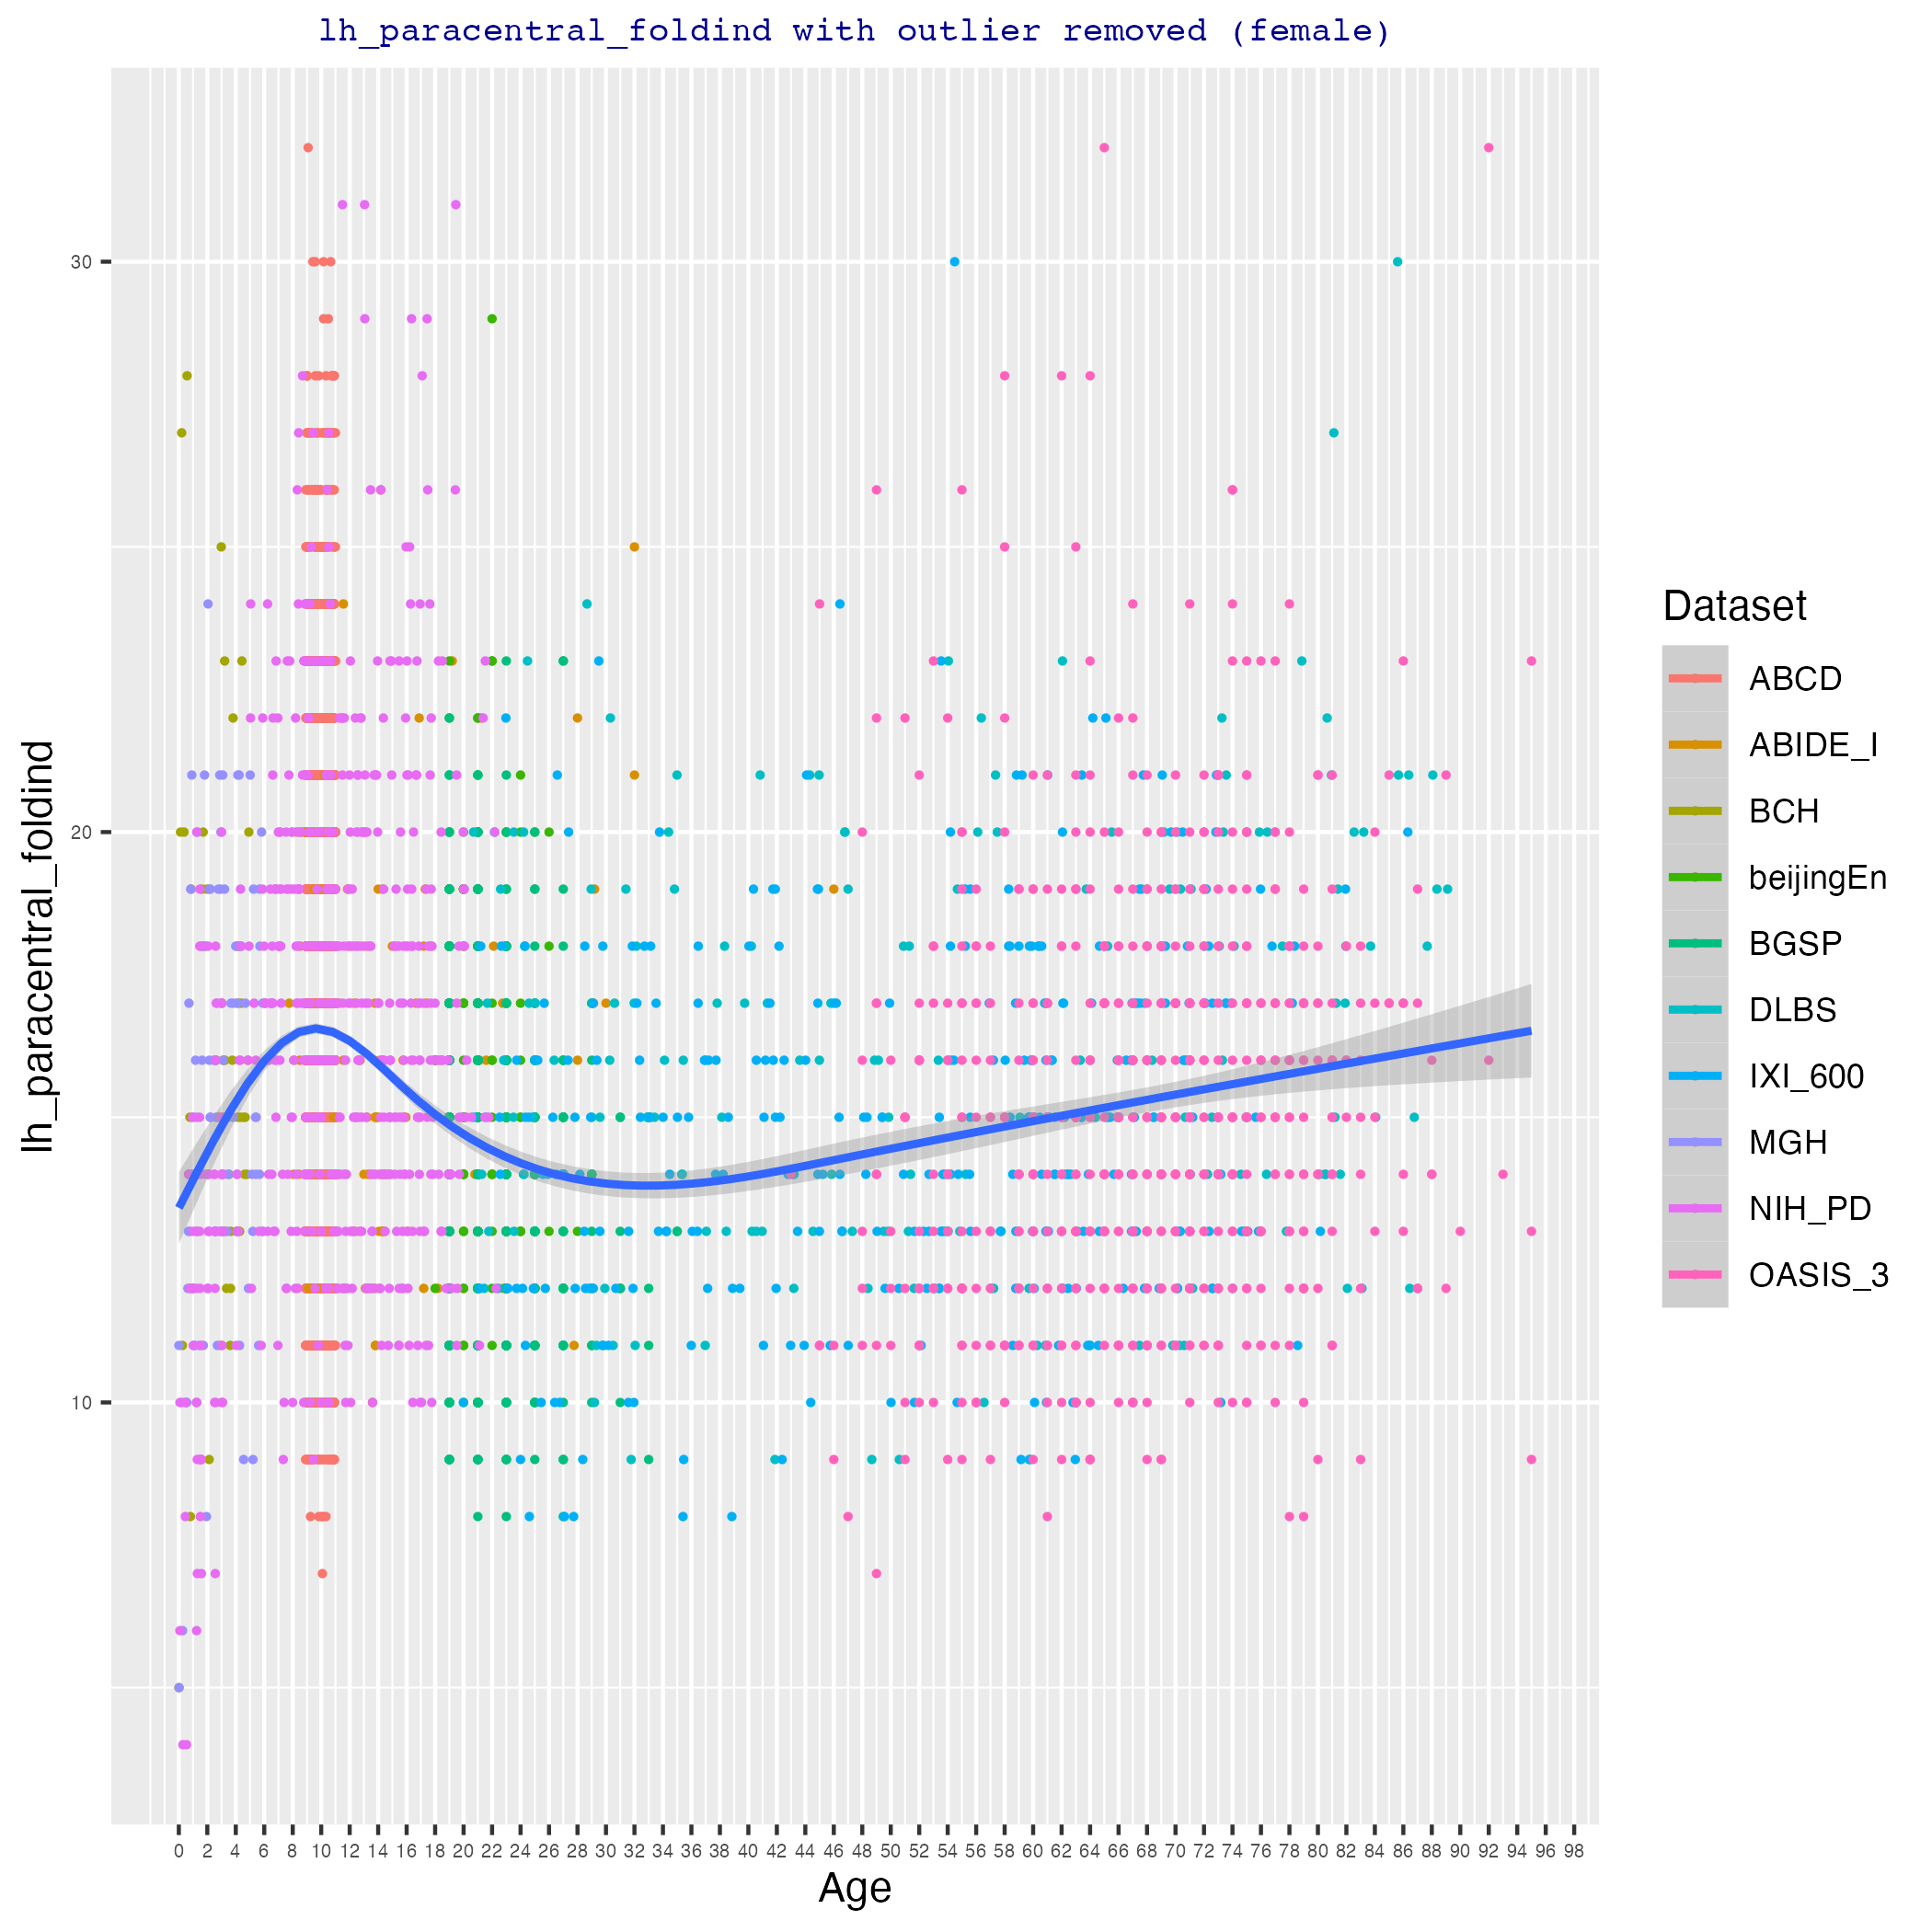 lh_paracentral_foldind with outlier removed (female)
30
20
10
lh_paracentral_foldind
0 2 4 6 8 10 12 14 16 18 20 22 24 26 28 30 32 34 36 38 40 42 44 46 48 50 52 54 56 58 60 62 64 66 68 70 72 74 76 78 80 82 84 86 88 90 92 94 96 98
Age
Dataset
ABCD
ABIDE_I
BCH
beijingEn
BGSP
DLBS
IXI_600
MGH
NIH_PD
OASIS_3